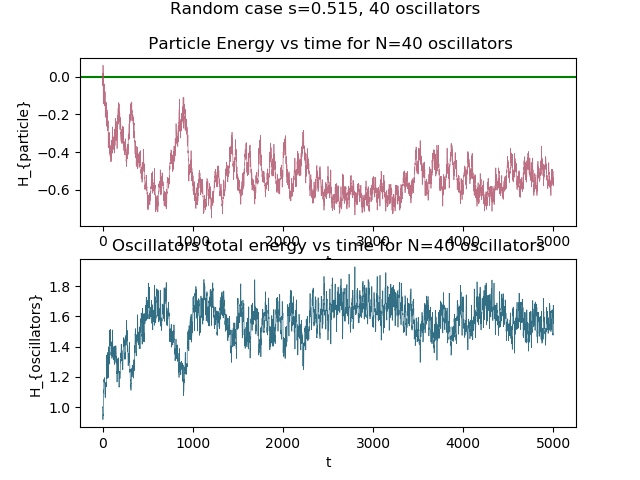 Random case s=0.515, 40 oscillators
Particle Energy vs time for N=40 oscillators
0.0
−0.2
−0.4
−0.6
H_{particle}
0 1000 2000 3000 4000 5000
t
Oscillators total energy vs time for N=40 oscillators
1.8
1.6
1.4
1.2
1.0
H_{oscillators}
0 1000 2000 3000 4000 5000
t